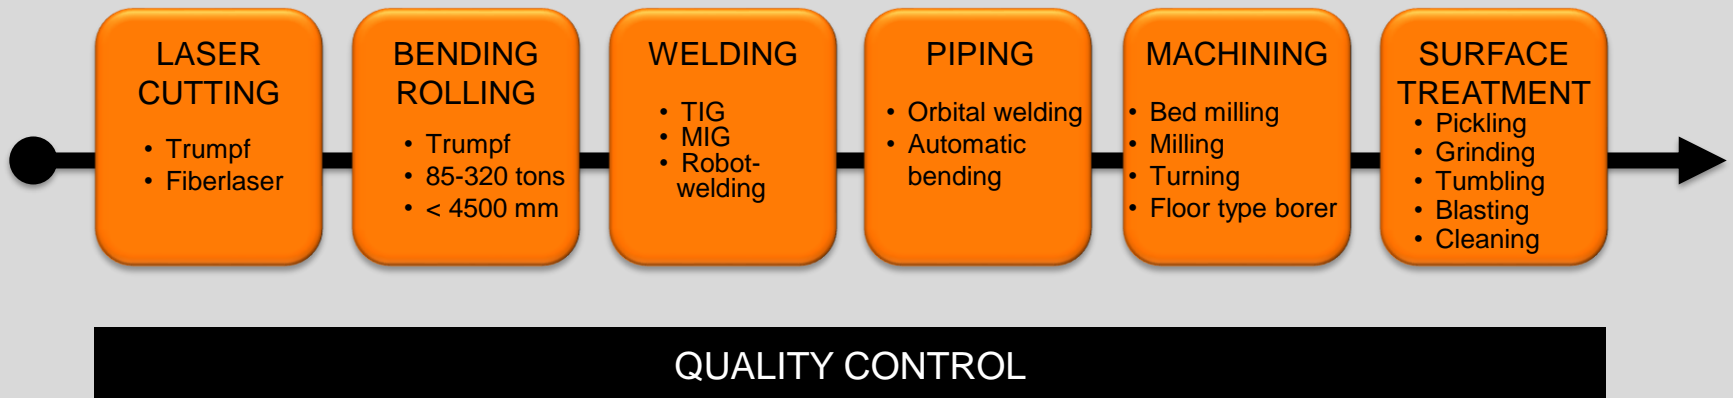 LASER
CUTTING
• Trumpf
• Fiberlaser
BENDING
ROLLING
• Trumpf
• 85-320 tons
• < 4500 mm
WELDING
• TIG
• MIG
• Robot-
welding
PIPING
• Orbital welding
• Automatic
bending
MACHINING
• Bed milling
• Milling
• Turning
• Floor type borer
SURFACE
TREATMENT
• Pickling
• Grinding
• Tumbling
• Blasting
• Cleaning
QUALITY CONTROL